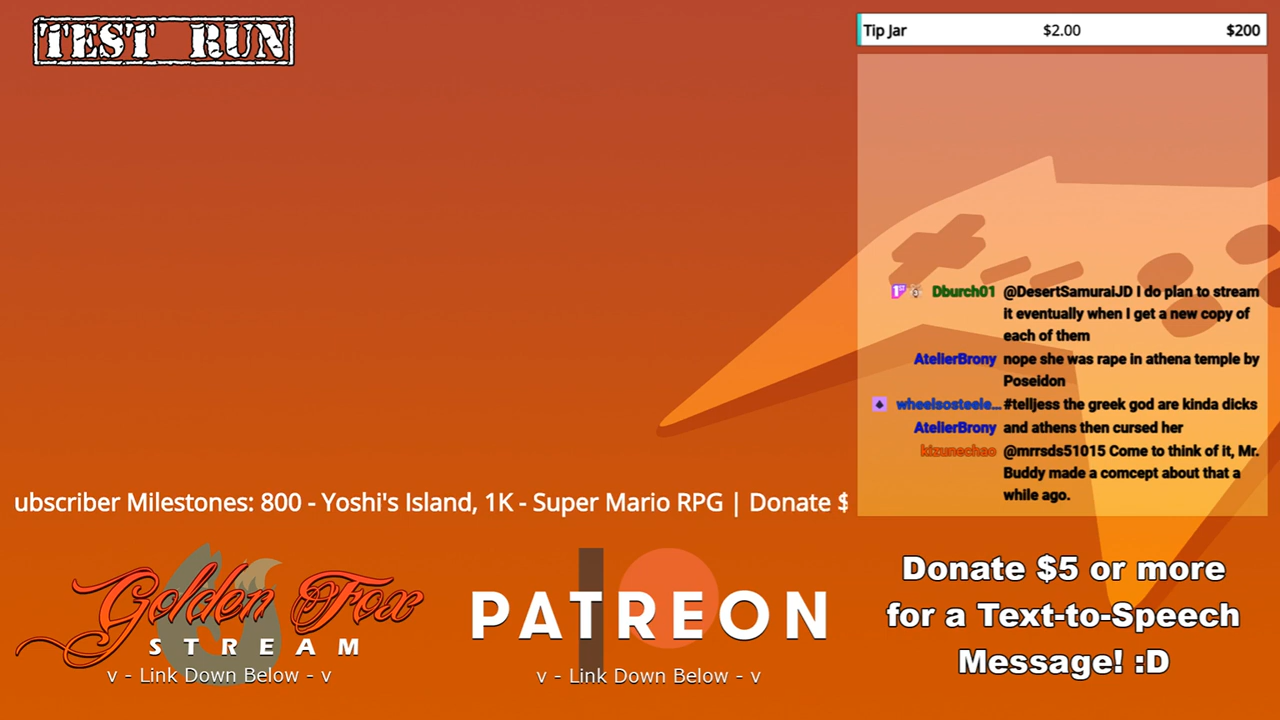 TEST RUN
Tip Jar $2.00 $200
Dburch01 @DesertSamuraiJD I do plan to stream
it eventually when I get a new copy of
each of them
AtelierBrony nope she was rape in athena temple by
Poseidon
wheelsosteele... #telljess the greek god are kinda dicks
AtelierBrony and athens then cursed her
kizunechao @mrrsds51015 Come to think of it, Mr.
Buddy made a comcept about that a
while ago.
ubscriber Milestones: 800 - Yoshi's Island, 1K - Super Mario RPG | Donate $
Golden Fox
STREAM
v - Link Down Below - v
PATREON
v - Link Down Below - v
Donate $5 or more
for a Text-to-Speech
Message! :D